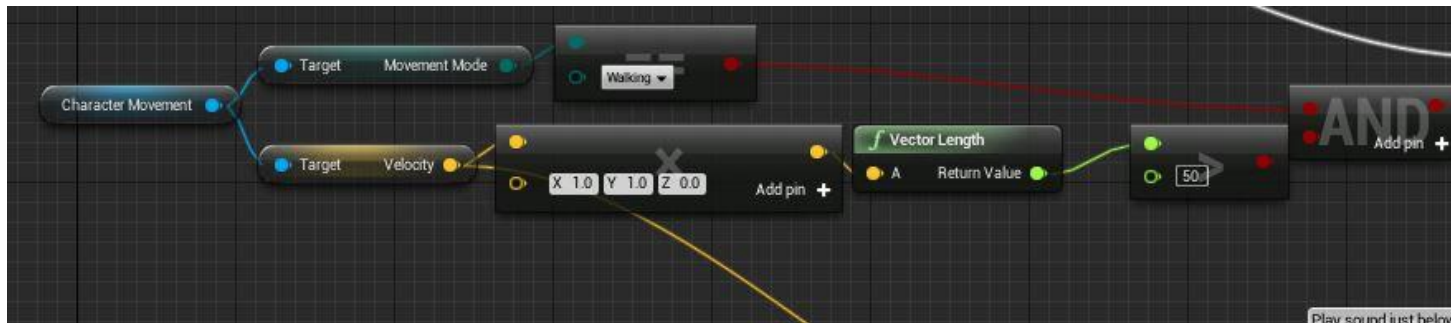 Target Movement Mode
==
Walking
Character Movement
AND
Add pin +
f Vector Length
Target Velocity
×
X 1.0 Y 1.0 Z 0.0
Add pin +
A Return Value
>
50
Play sound just below